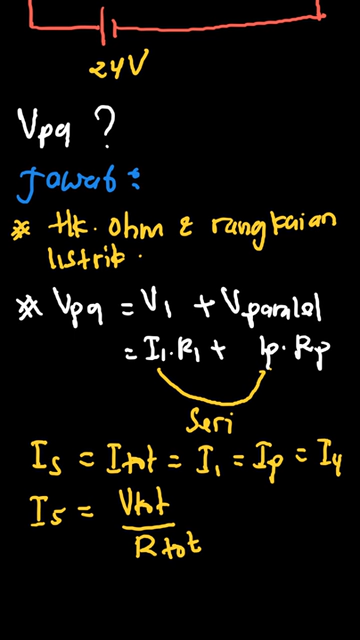 24V
Vpq ?
Jawab :
* Hk. Ohm & rangkaian
listrik.
* Vpq = V1 + Vparalel
= I1.R1 + Ip.Rp
Seri
Is = Itot = I1 = Ip = I4
Is = Vtot
Rtot